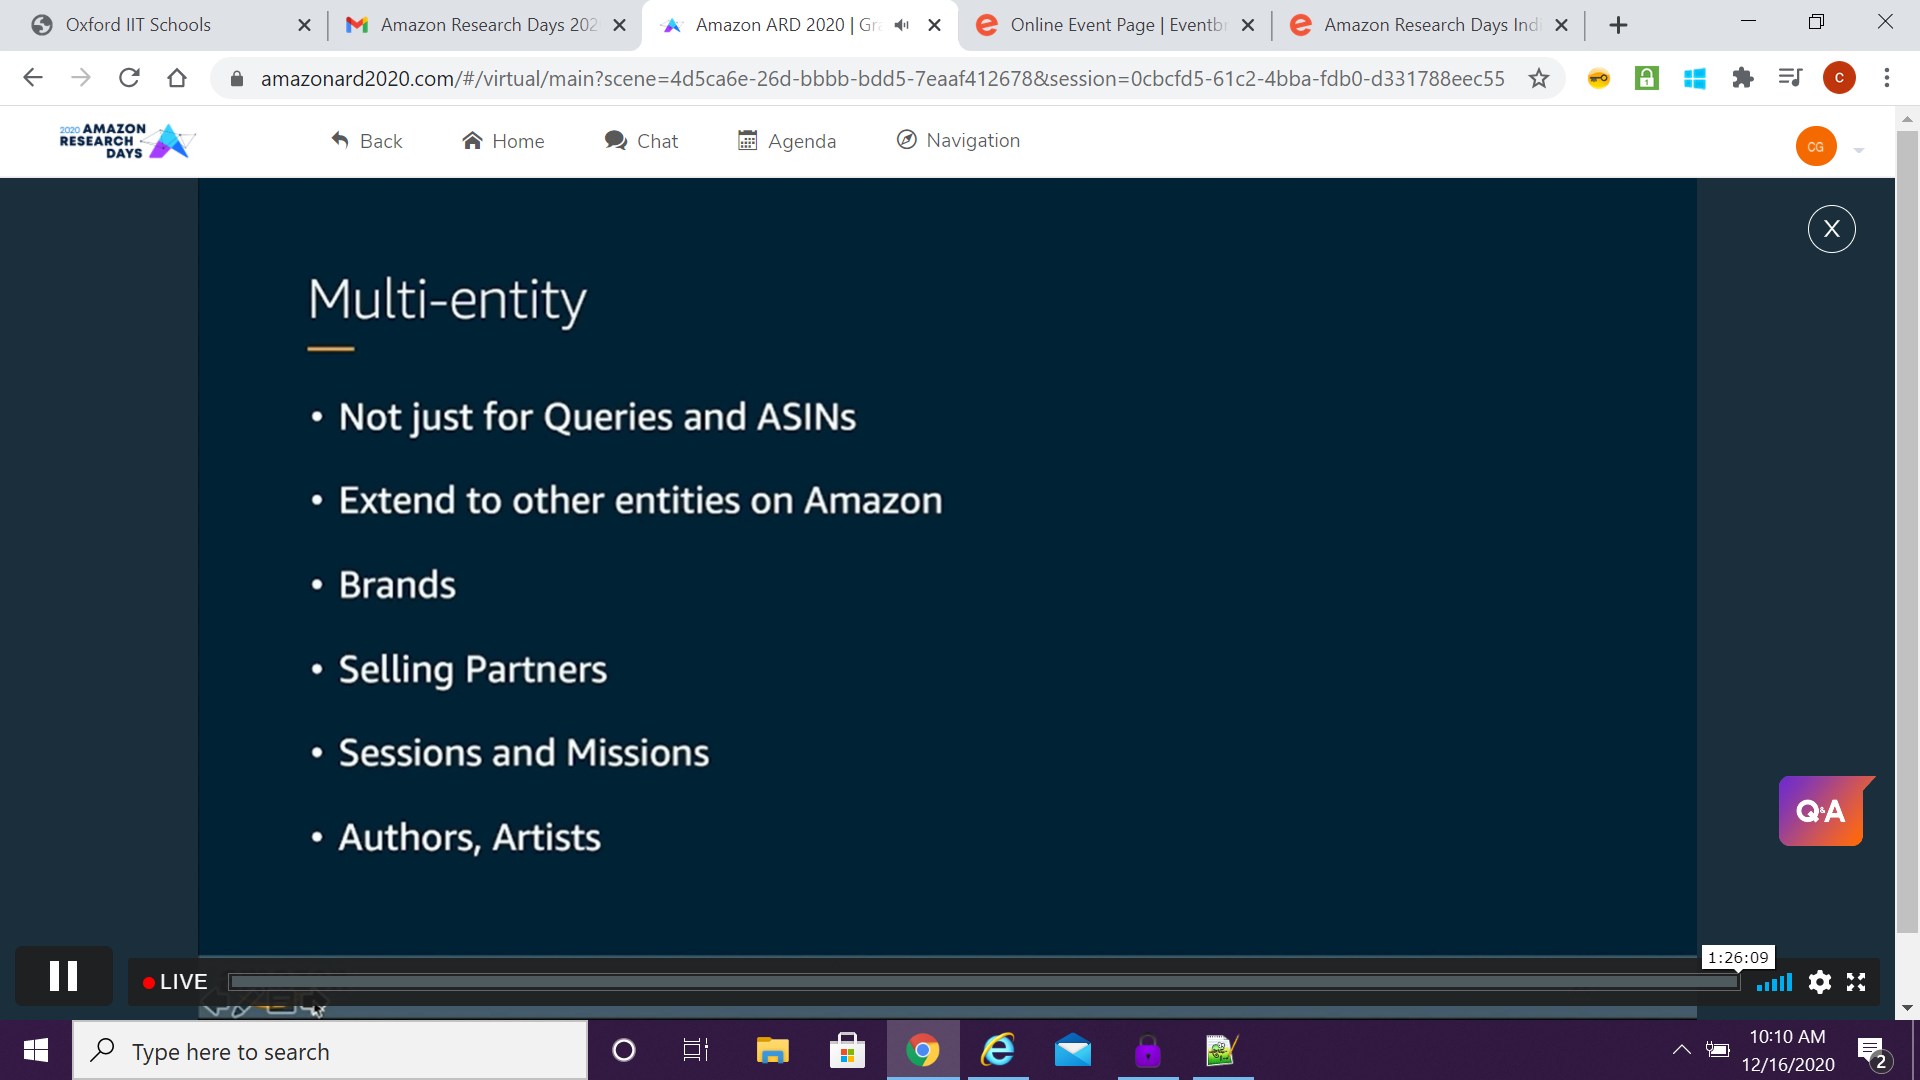 Oxford IIT Schools
Amazon Research Days 202
Amazon ARD 2020 | Gra
Online Event Page | Eventbr
Amazon Research Days Indi
amazonard2020.com/#/virtual/main?scene=4d5ca6e-26d-bbbb-bdd5-7eaaf412678&session=0cbcfd5-61c2-4bba-fdb0-d331788eec55
C
2020 AMAZON
RESEARCH
DAYS
Back
Home
Chat
Agenda
Navigation
CG
X
Multi-entity
• Not just for Queries and ASINs
• Extend to other entities on Amazon
• Brands
• Selling Partners
• Sessions and Missions
• Authors, Artists
Q&A
1:26:09
LIVE
Type here to search
10:10 AM
12/16/2020
2